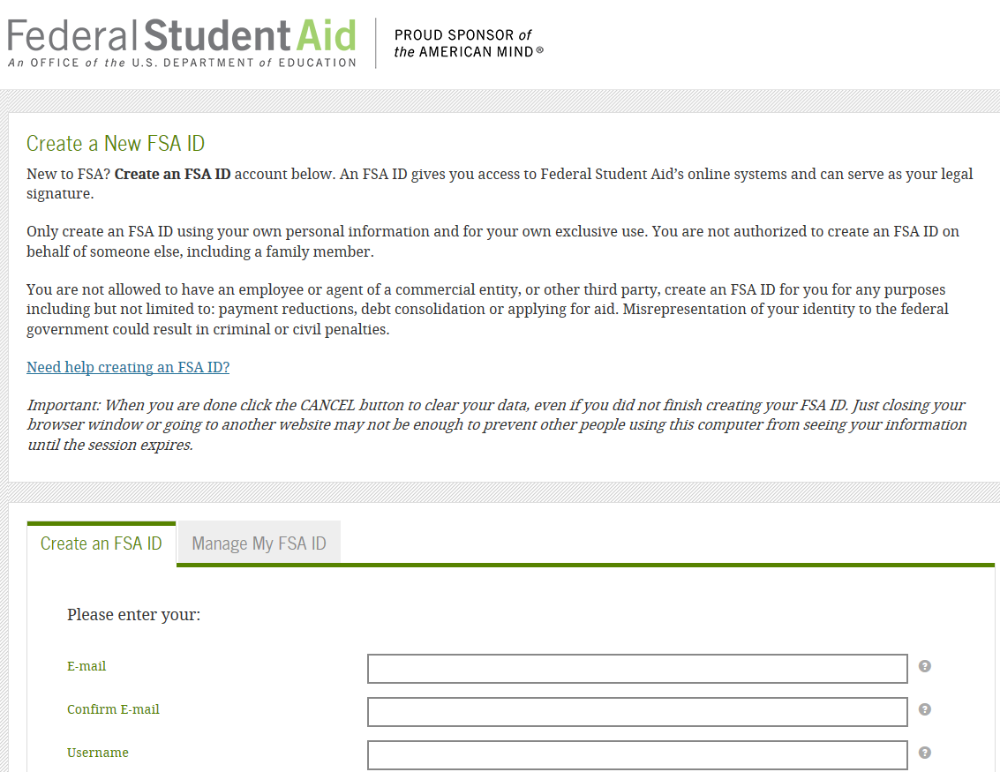 Federal Student Aid
An OFFICE of the U.S. DEPARTMENT of EDUCATION
PROUD SPONSOR of
the AMERICAN MIND®
Create a New FSA ID
New to FSA? Create an FSA ID account below. An FSA ID gives you access to Federal Student Aid’s online systems and can serve as your legal
signature.
Only create an FSA ID using your own personal information and for your own exclusive use. You are not authorized to create an FSA ID on
behalf of someone else, including a family member.
You are not allowed to have an employee or agent of a commercial entity, or other third party, create an FSA ID for you for any purposes
including but not limited to: payment reductions, debt consolidation or applying for aid. Misrepresentation of your identity to the federal
government could result in criminal or civil penalties.
Need help creating an FSA ID?
Important: When you are done click the CANCEL button to clear your data, even if you did not finish creating your FSA ID. Just closing your
browser window or going to another website may not be enough to prevent other people using this computer from seeing your information
until the session expires.
Create an FSA ID
Manage My FSA ID
Please enter your:
E-mail
?
Confirm E-mail
?
Username
?